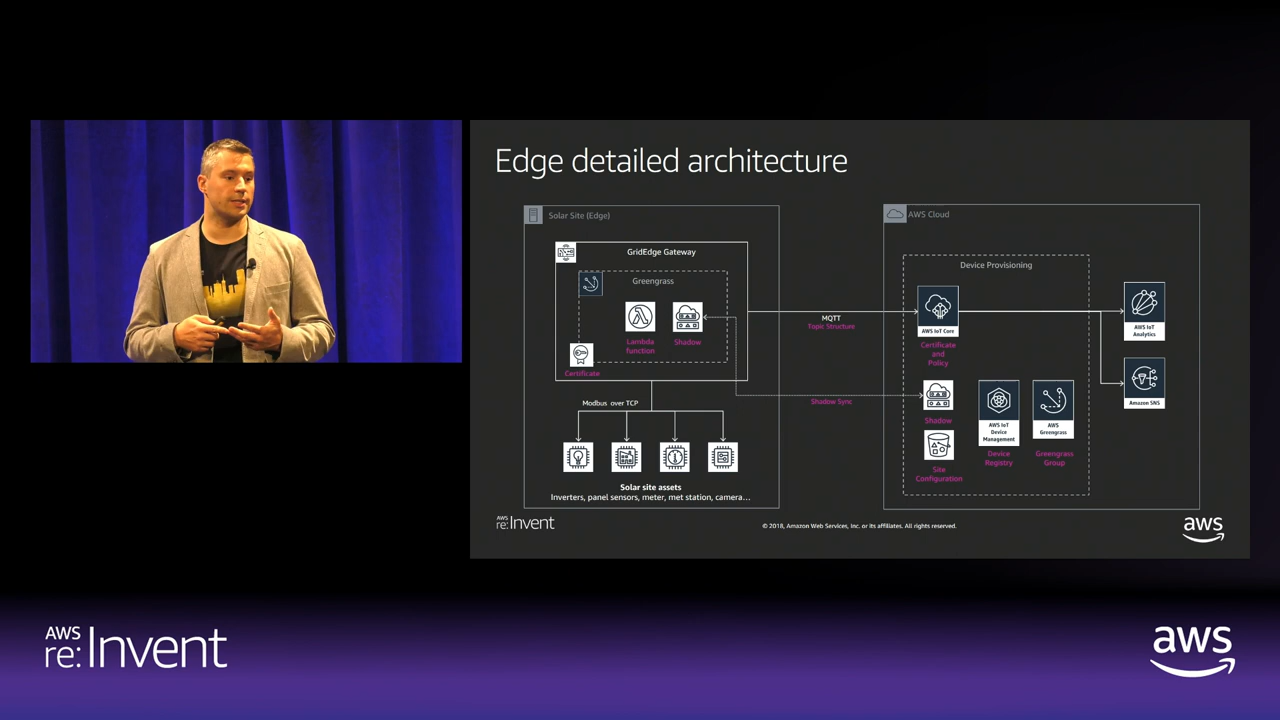 Edge detailed architecture
Solar Site (Edge)
GridEdge Gateway
Greengrass
Lambda
function
Shadow
Certificate
Modbus over TCP
Solar site assets
Inverters, panel sensors, meter, met station, camera...
MQTT
Topic Structure
Shadow Sync
AWS Cloud
Device Provisioning
AWS IoT Core
Certificate
and
Policy
Shadow
Site
Configuration
AWS IoT
Device
Management
Device
Registry
AWS
Greengrass
Greengrass
Group
AWS IoT
Analytics
Amazon SNS
AWS
re:Invent
© 2018, Amazon Web Services, Inc. or its affiliates. All rights reserved.
aws
AWS
re:Invent
aws